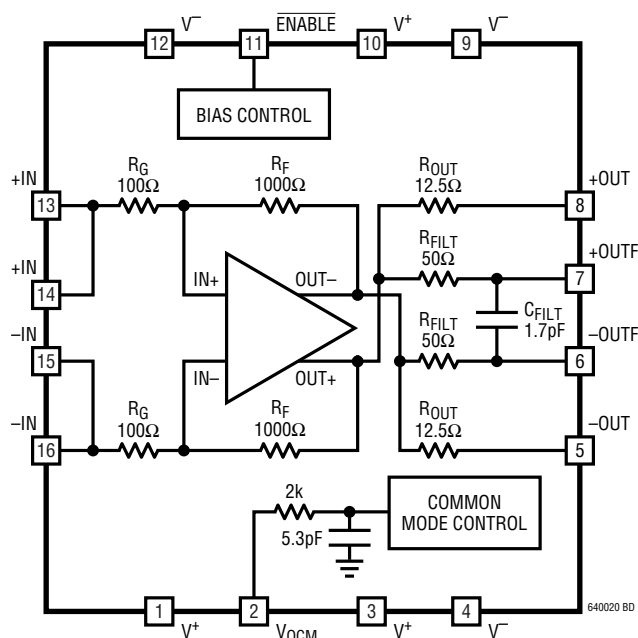 V– ENABLE V+ V–
12 11 10 9
BIAS CONTROL
+IN RG 100Ω RF 1000Ω ROUT 12.5Ω +OUT
13 8
IN+ OUT– RFILT 50Ω +OUTF
+IN
14 7
CFILT 1.7pF
–IN RFILT 50Ω –OUTF
15 6
IN– OUT+
–IN RG 100Ω RF 1000Ω ROUT 12.5Ω –OUT
16 5
2k
5.3pF
COMMON
MODE CONTROL
1 2 3 4
V+ VOCM V+ V–
640020 BD